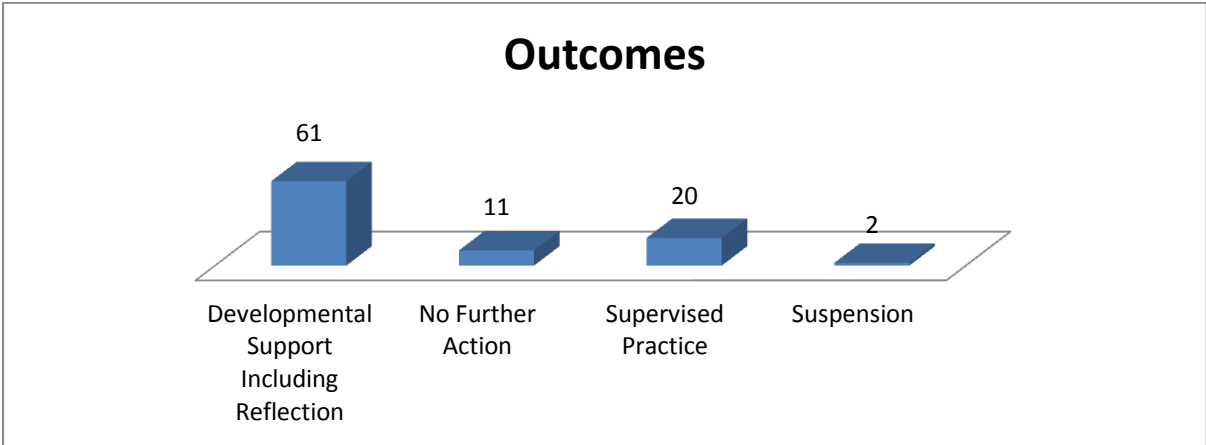 Outcomes
61
11
20
2
Developmental
Support
Including
Reflection
No Further
Action
Supervised
Practice
Suspension